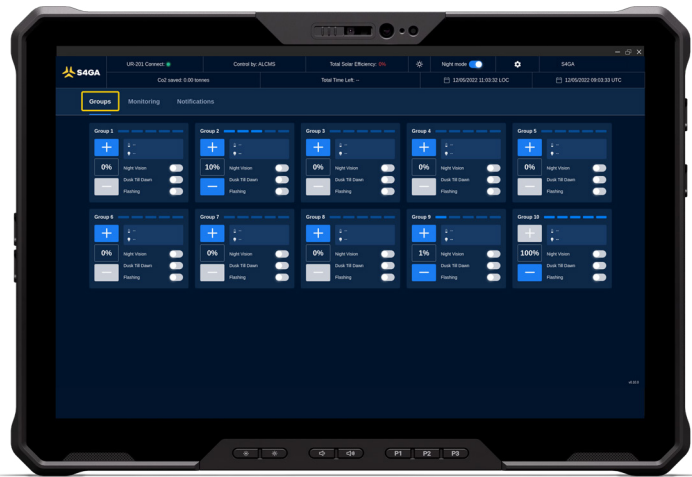 S4GA
UR-201 Connect:
Control by: ALCMS
Total Solar Efficiency: 0%
Night mode
S4GA
Co2 saved: 0.00 tonnes
Total Time Left: --
12/05/2022 11:03:32 LOC
12/05/2022 09:03:33 UTC
Groups Monitoring Notifications
Group 1 Group 2 Group 3 Group 4 Group 5
+ + + + +
-- -- -- -- --
-- -- -- -- --
0% Night Vision 10% Night Vision 0% Night Vision 0% Night Vision 0% Night Vision
Dusk Till Dawn Dusk Till Dawn Dusk Till Dawn Dusk Till Dawn Dusk Till Dawn
— Flashing — Flashing — Flashing — Flashing — Flashing
Group 6 Group 7 Group 8 Group 9 Group 10
+ + + + +
-- -- -- -- --
-- -- -- -- --
0% Night Vision 0% Night Vision 0% Night Vision 1% Night Vision 100% Night Vision
Dusk Till Dawn Dusk Till Dawn Dusk Till Dawn Dusk Till Dawn Dusk Till Dawn
— Flashing — Flashing — Flashing — Flashing — Flashing
P1 P2 P3